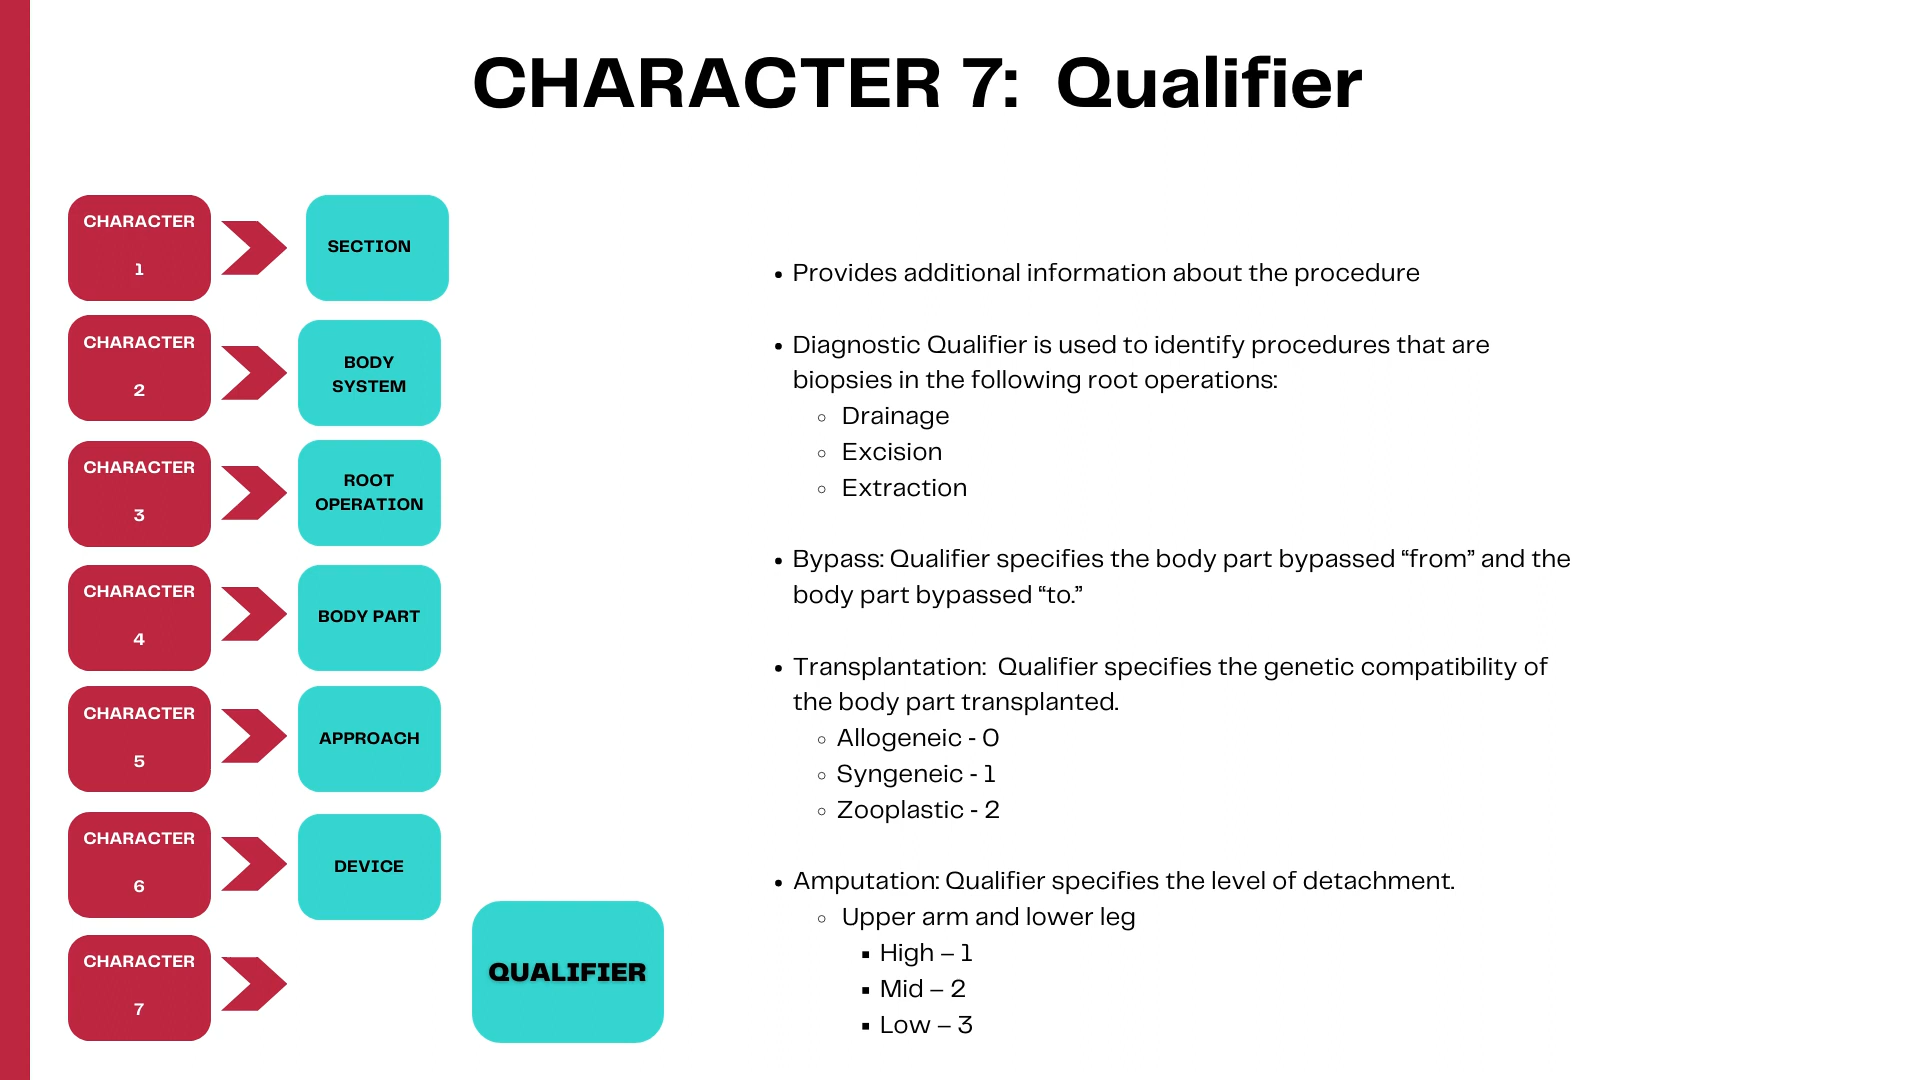 CHARACTER 7:  Qualifier
CHARACTER
1
SECTION
CHARACTER
2
BODY
SYSTEM
CHARACTER
3
ROOT
OPERATION
CHARACTER
4
BODY PART
CHARACTER
5
APPROACH
CHARACTER
6
DEVICE
CHARACTER
7
QUALIFIER
• Provides additional information about the procedure
• Diagnostic Qualifier is used to identify procedures that are
biopsies in the following root operations:
◦ Drainage
◦ Excision
◦ Extraction
• Bypass: Qualifier specifies the body part bypassed “from” and the
body part bypassed “to.”
• Transplantation:  Qualifier specifies the genetic compatibility of
the body part transplanted.
◦ Allogeneic - 0
◦ Syngeneic - 1
◦ Zooplastic - 2
• Amputation: Qualifier specifies the level of detachment.
◦ Upper arm and lower leg
▪ High – 1
▪ Mid – 2
▪ Low – 3